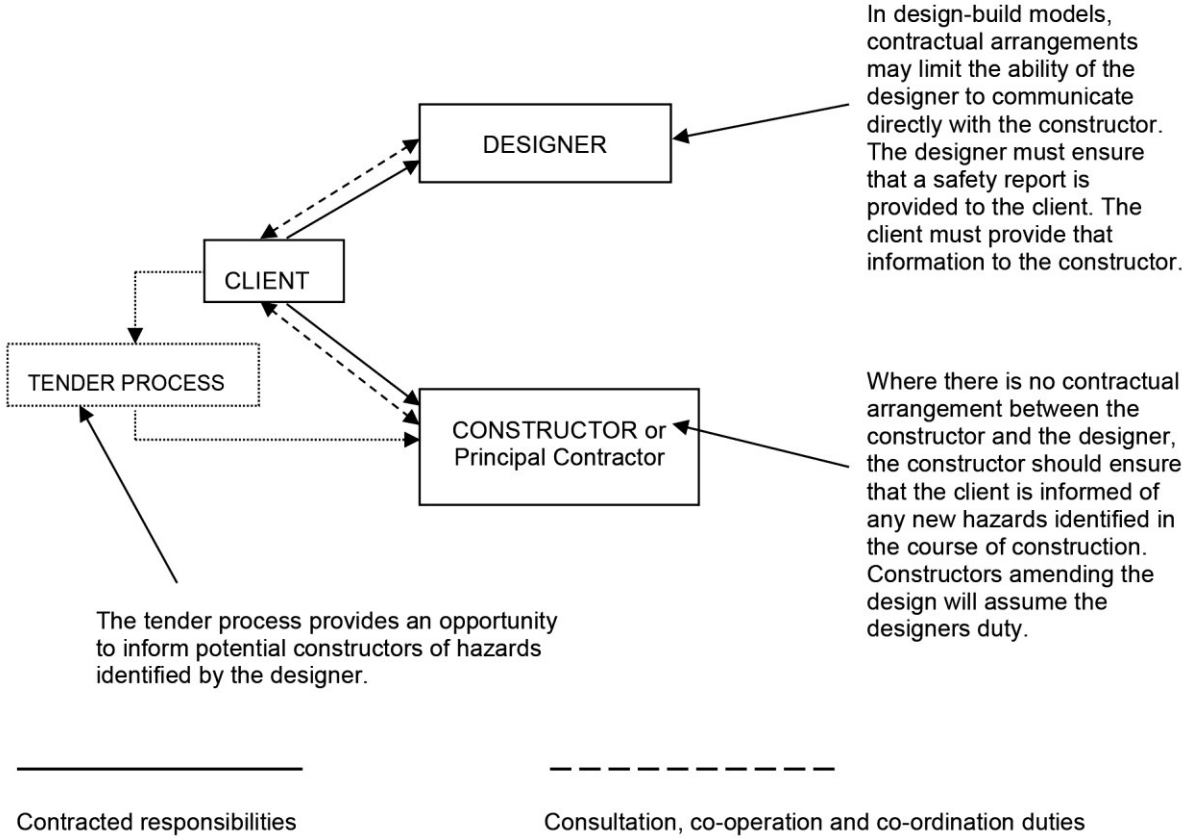 In design-build models,
contractual arrangements
may limit the ability of the
designer to communicate
directly with the constructor.
The designer must ensure
that a safety report is
provided to the client. The
client must provide that
information to the constructor.
DESIGNER
CLIENT
TENDER PROCESS
CONSTRUCTOR or
Principal Contractor
Where there is no contractual
arrangement between the
constructor and the designer,
the constructor should ensure
that the client is informed of
any new hazards identified in
the course of construction.
Constructors amending the
design will assume the
designers duty.
The tender process provides an opportunity
to inform potential constructors of hazards
identified by the designer.
Contracted responsibilities
Consultation, co-operation and co-ordination duties